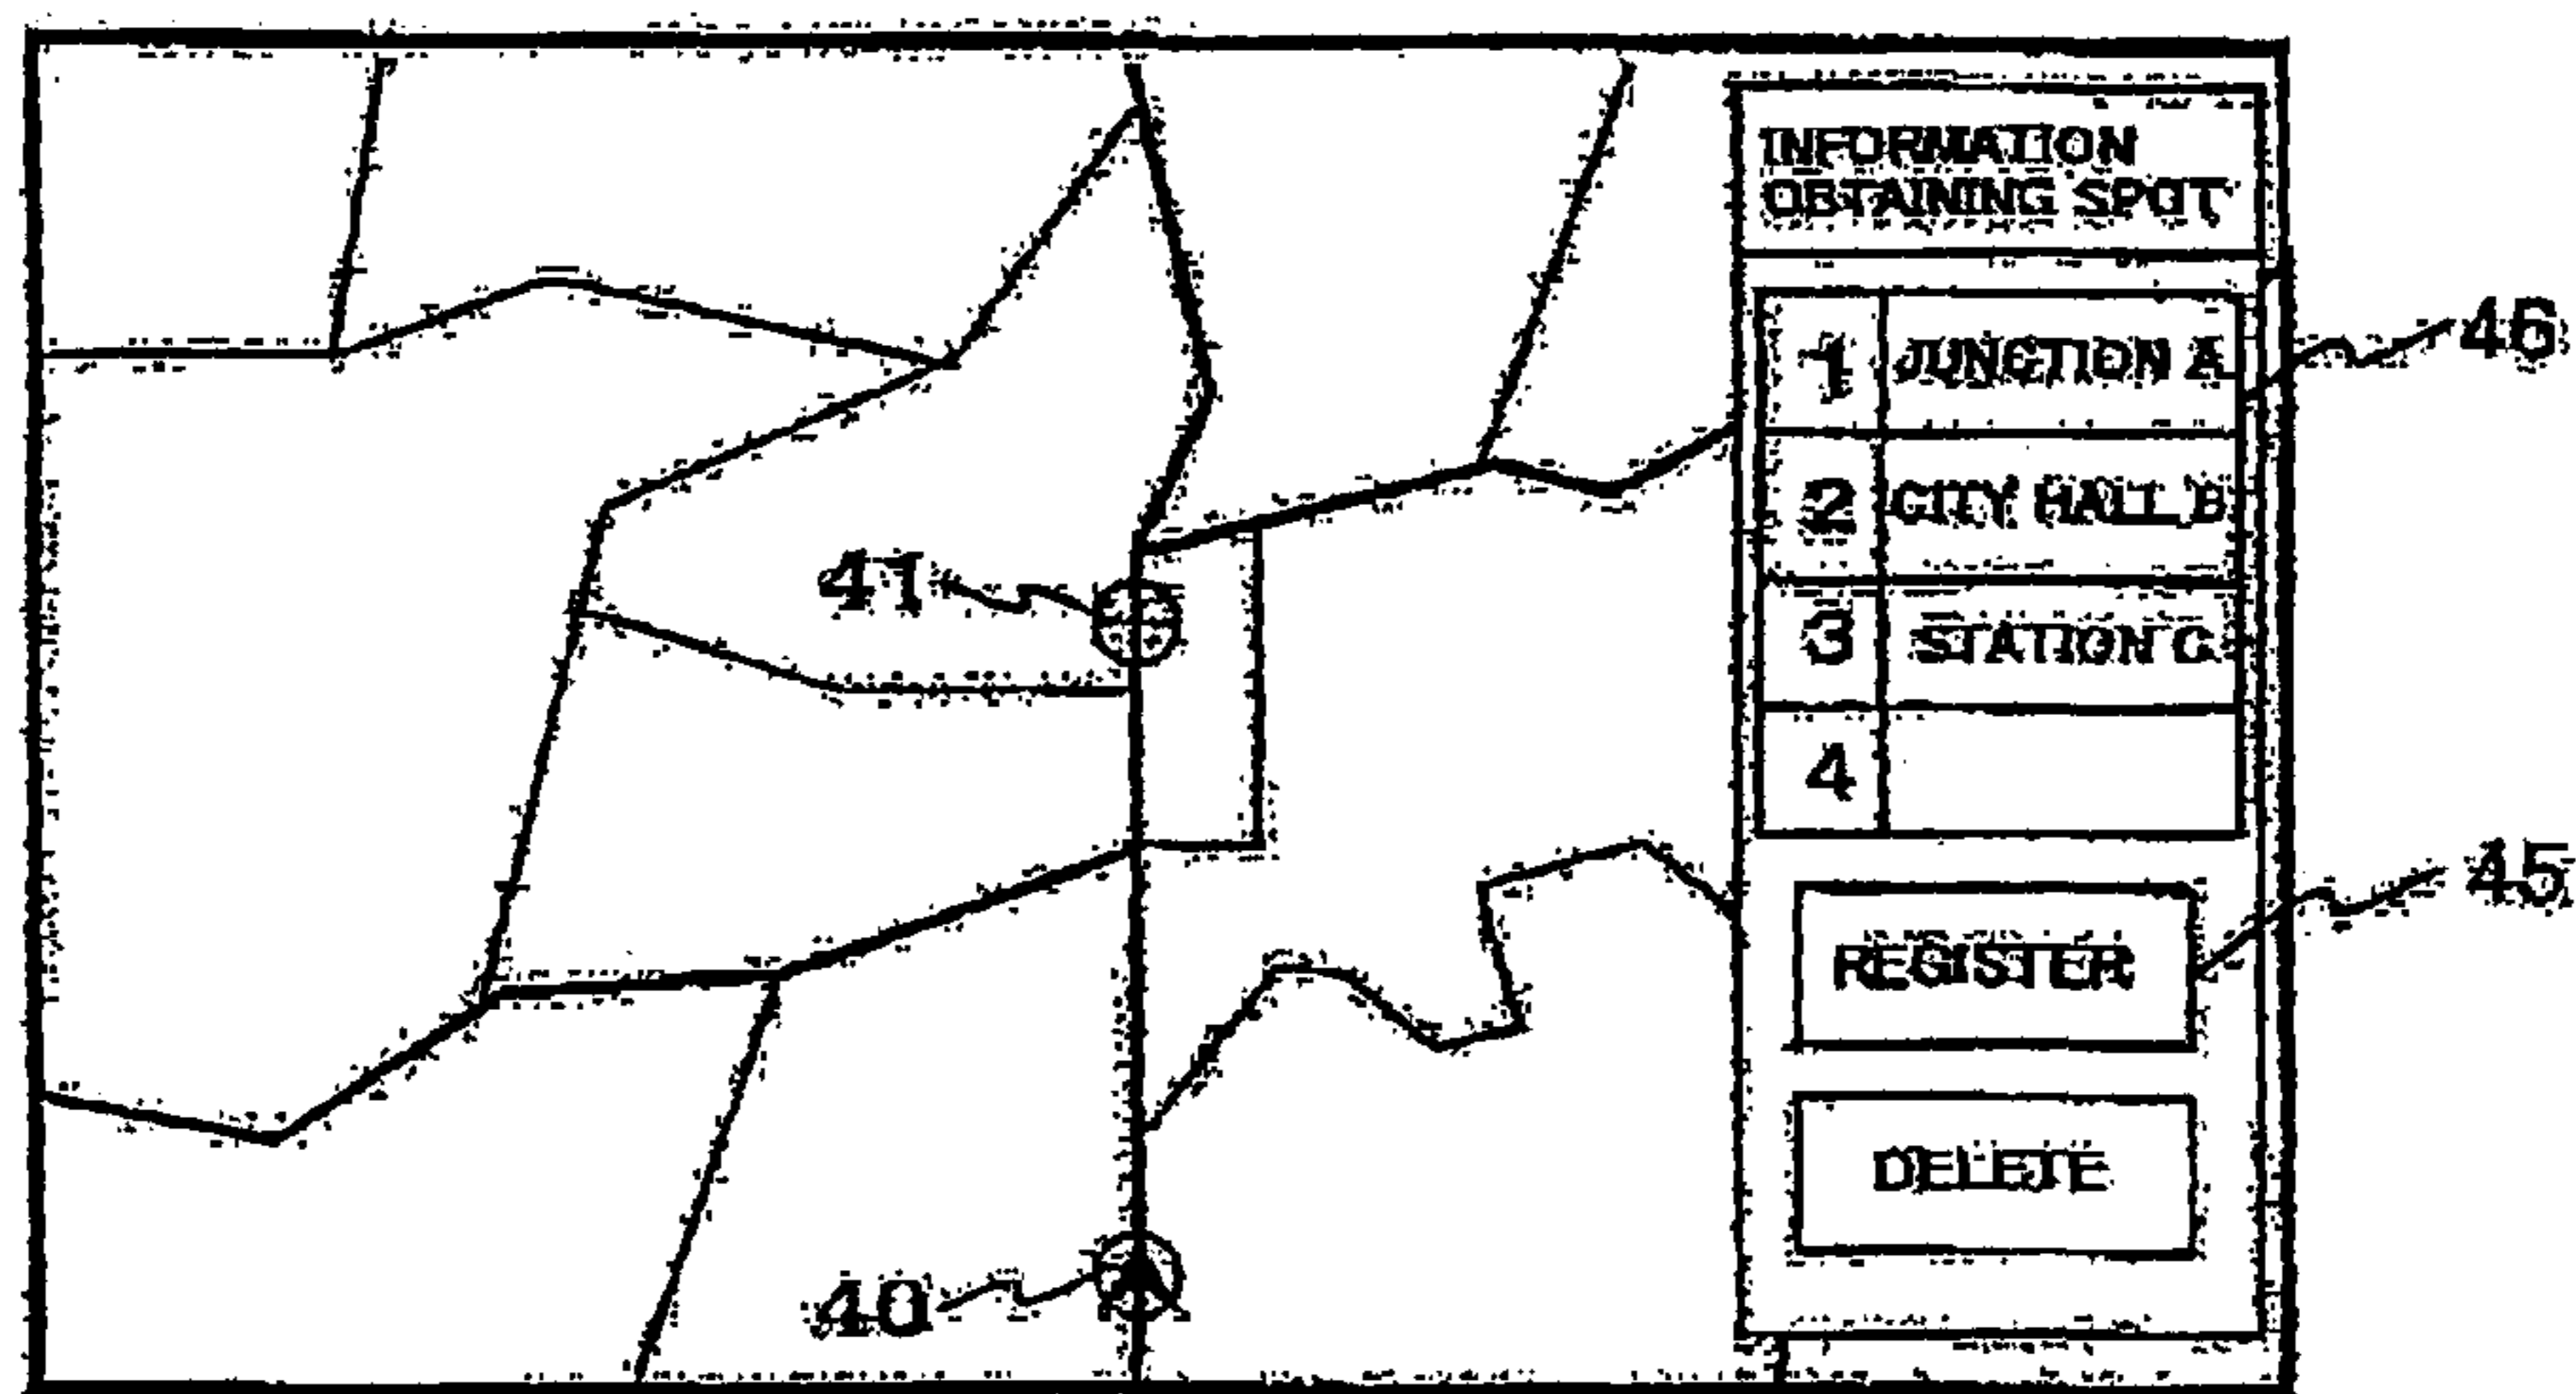 INFORMATION
OBTAINING SPOT
1 JUNCTION A
46
2 CITY HALL B
41
3 STATION C
4
45
REGISTER
DELETE
40